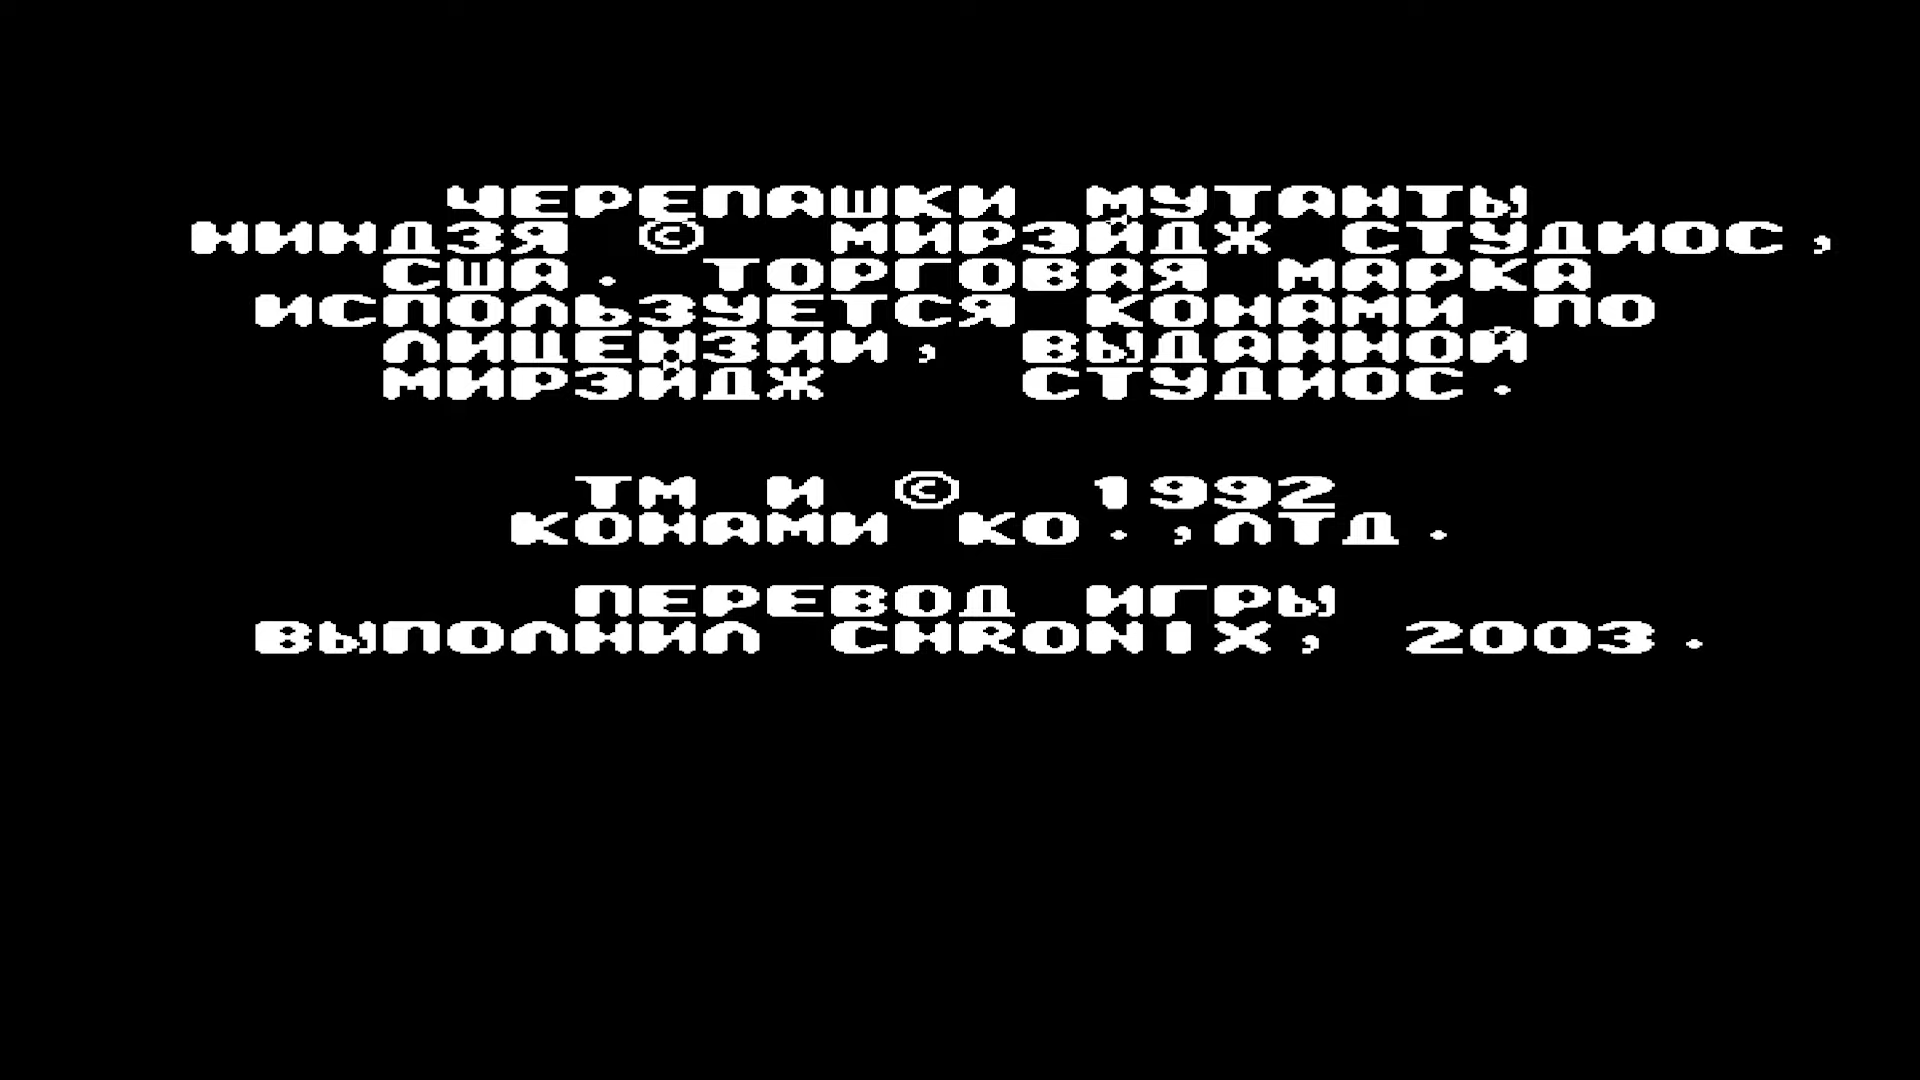 ЧЕРЕПАШКИ МУТАНТЫ
НИНДЗЯ © МИРЭЙДЖ СТУДИОС,
США. ТОРГОВАЯ МАРКА
ИСПОЛЬЗУЕТСЯ КОНАМИ ПО
ЛИЦЕНЗИИ, ВЫДАННОЙ
МИРЭЙДЖ СТУДИОС.
ТМ И © 1992
КОНАМИ КО.,ЛТД.
ПЕРЕВОД ИГРЫ
ВЫПОЛНИЛ CHRONIX, 2003.